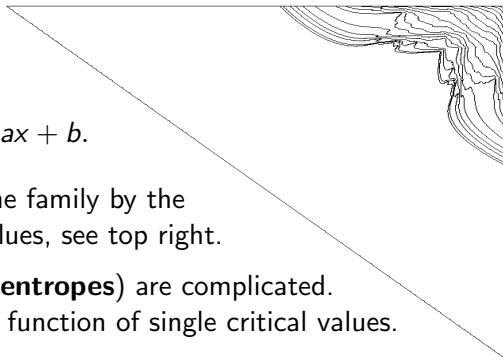 ax + b.
ne family by the
lues, see top right.
entropes) are complicated.
function of single critical values.